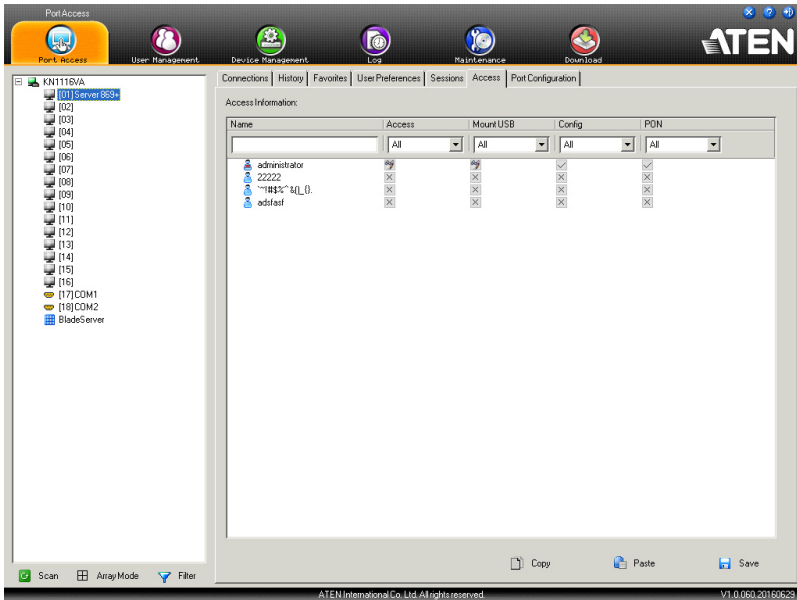 PortAccess
Port Access
User Management
Device Management
Log
Maintenance
Download
ATEN
KN1116VA
[01]Server 869+
[02]
[03]
[04]
[05]
[06]
[07]
[08]
[09]
[10]
[11]
[12]
[13]
[14]
[15]
[16]
[17]COM1
[18]COM2
BladeServer
Scan
Array Mode
Filter
Connections
History
Favorites
User Preferences
Sessions
Access
Port Configuration
Access Information:
Name Access Mount USB Config PON
All All All All
administrator
22222
`~!#$%^&()_{}.
adsfasf
Copy
Paste
Save
ATEN International Co. Ltd. All rights reserved.
V1.0.060.20160629